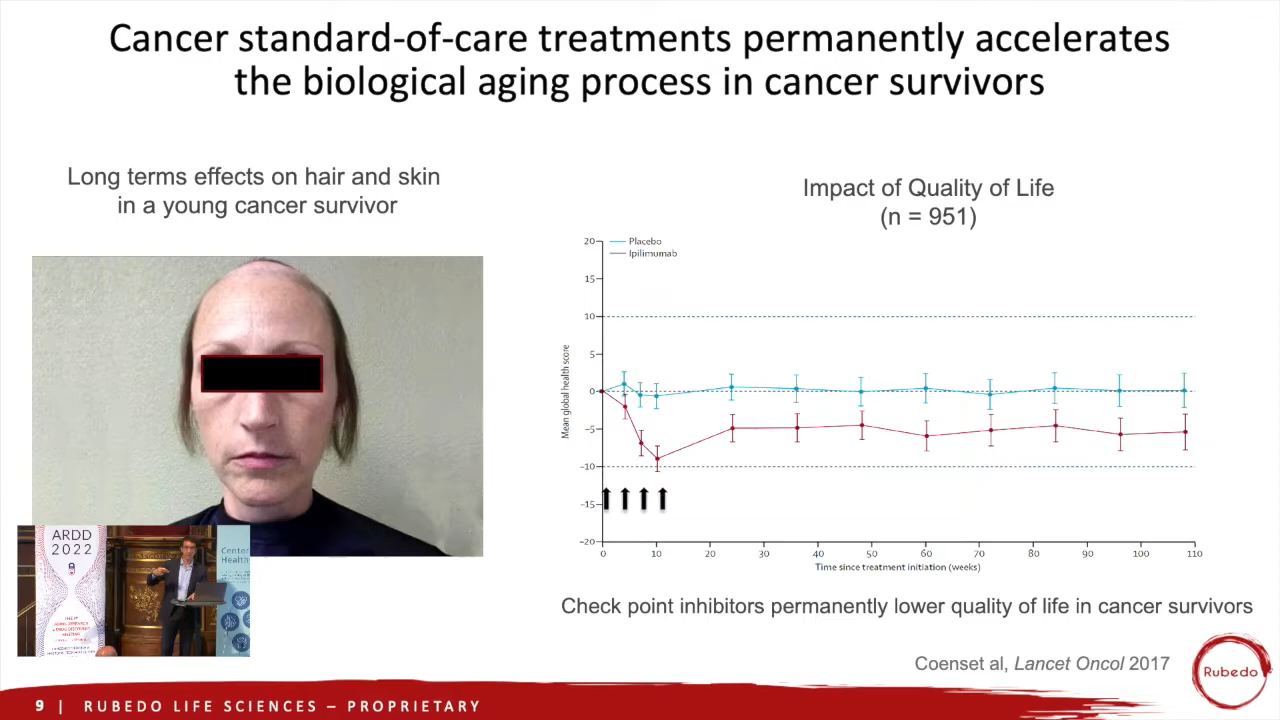 Cancer standard-of-care treatments permanently accelerates
the biological aging process in cancer survivors
Long terms effects on hair and skin
in a young cancer survivor
Impact of Quality of Life
(n = 951)
Placebo
Ipilimumab
20
15
10
5
0
−5
−10
−15
−20
Mean global health score
0 10 20 30 40 50 60 70 80 90 100 110
Time since treatment initiation (weeks)
Check point inhibitors permanently lower quality of life in cancer survivors
Coenset al, Lancet Oncol 2017
ARDD
2022
Center
Health
Rubedo
9 | RUBEDO LIFE SCIENCES – PROPRIETARY